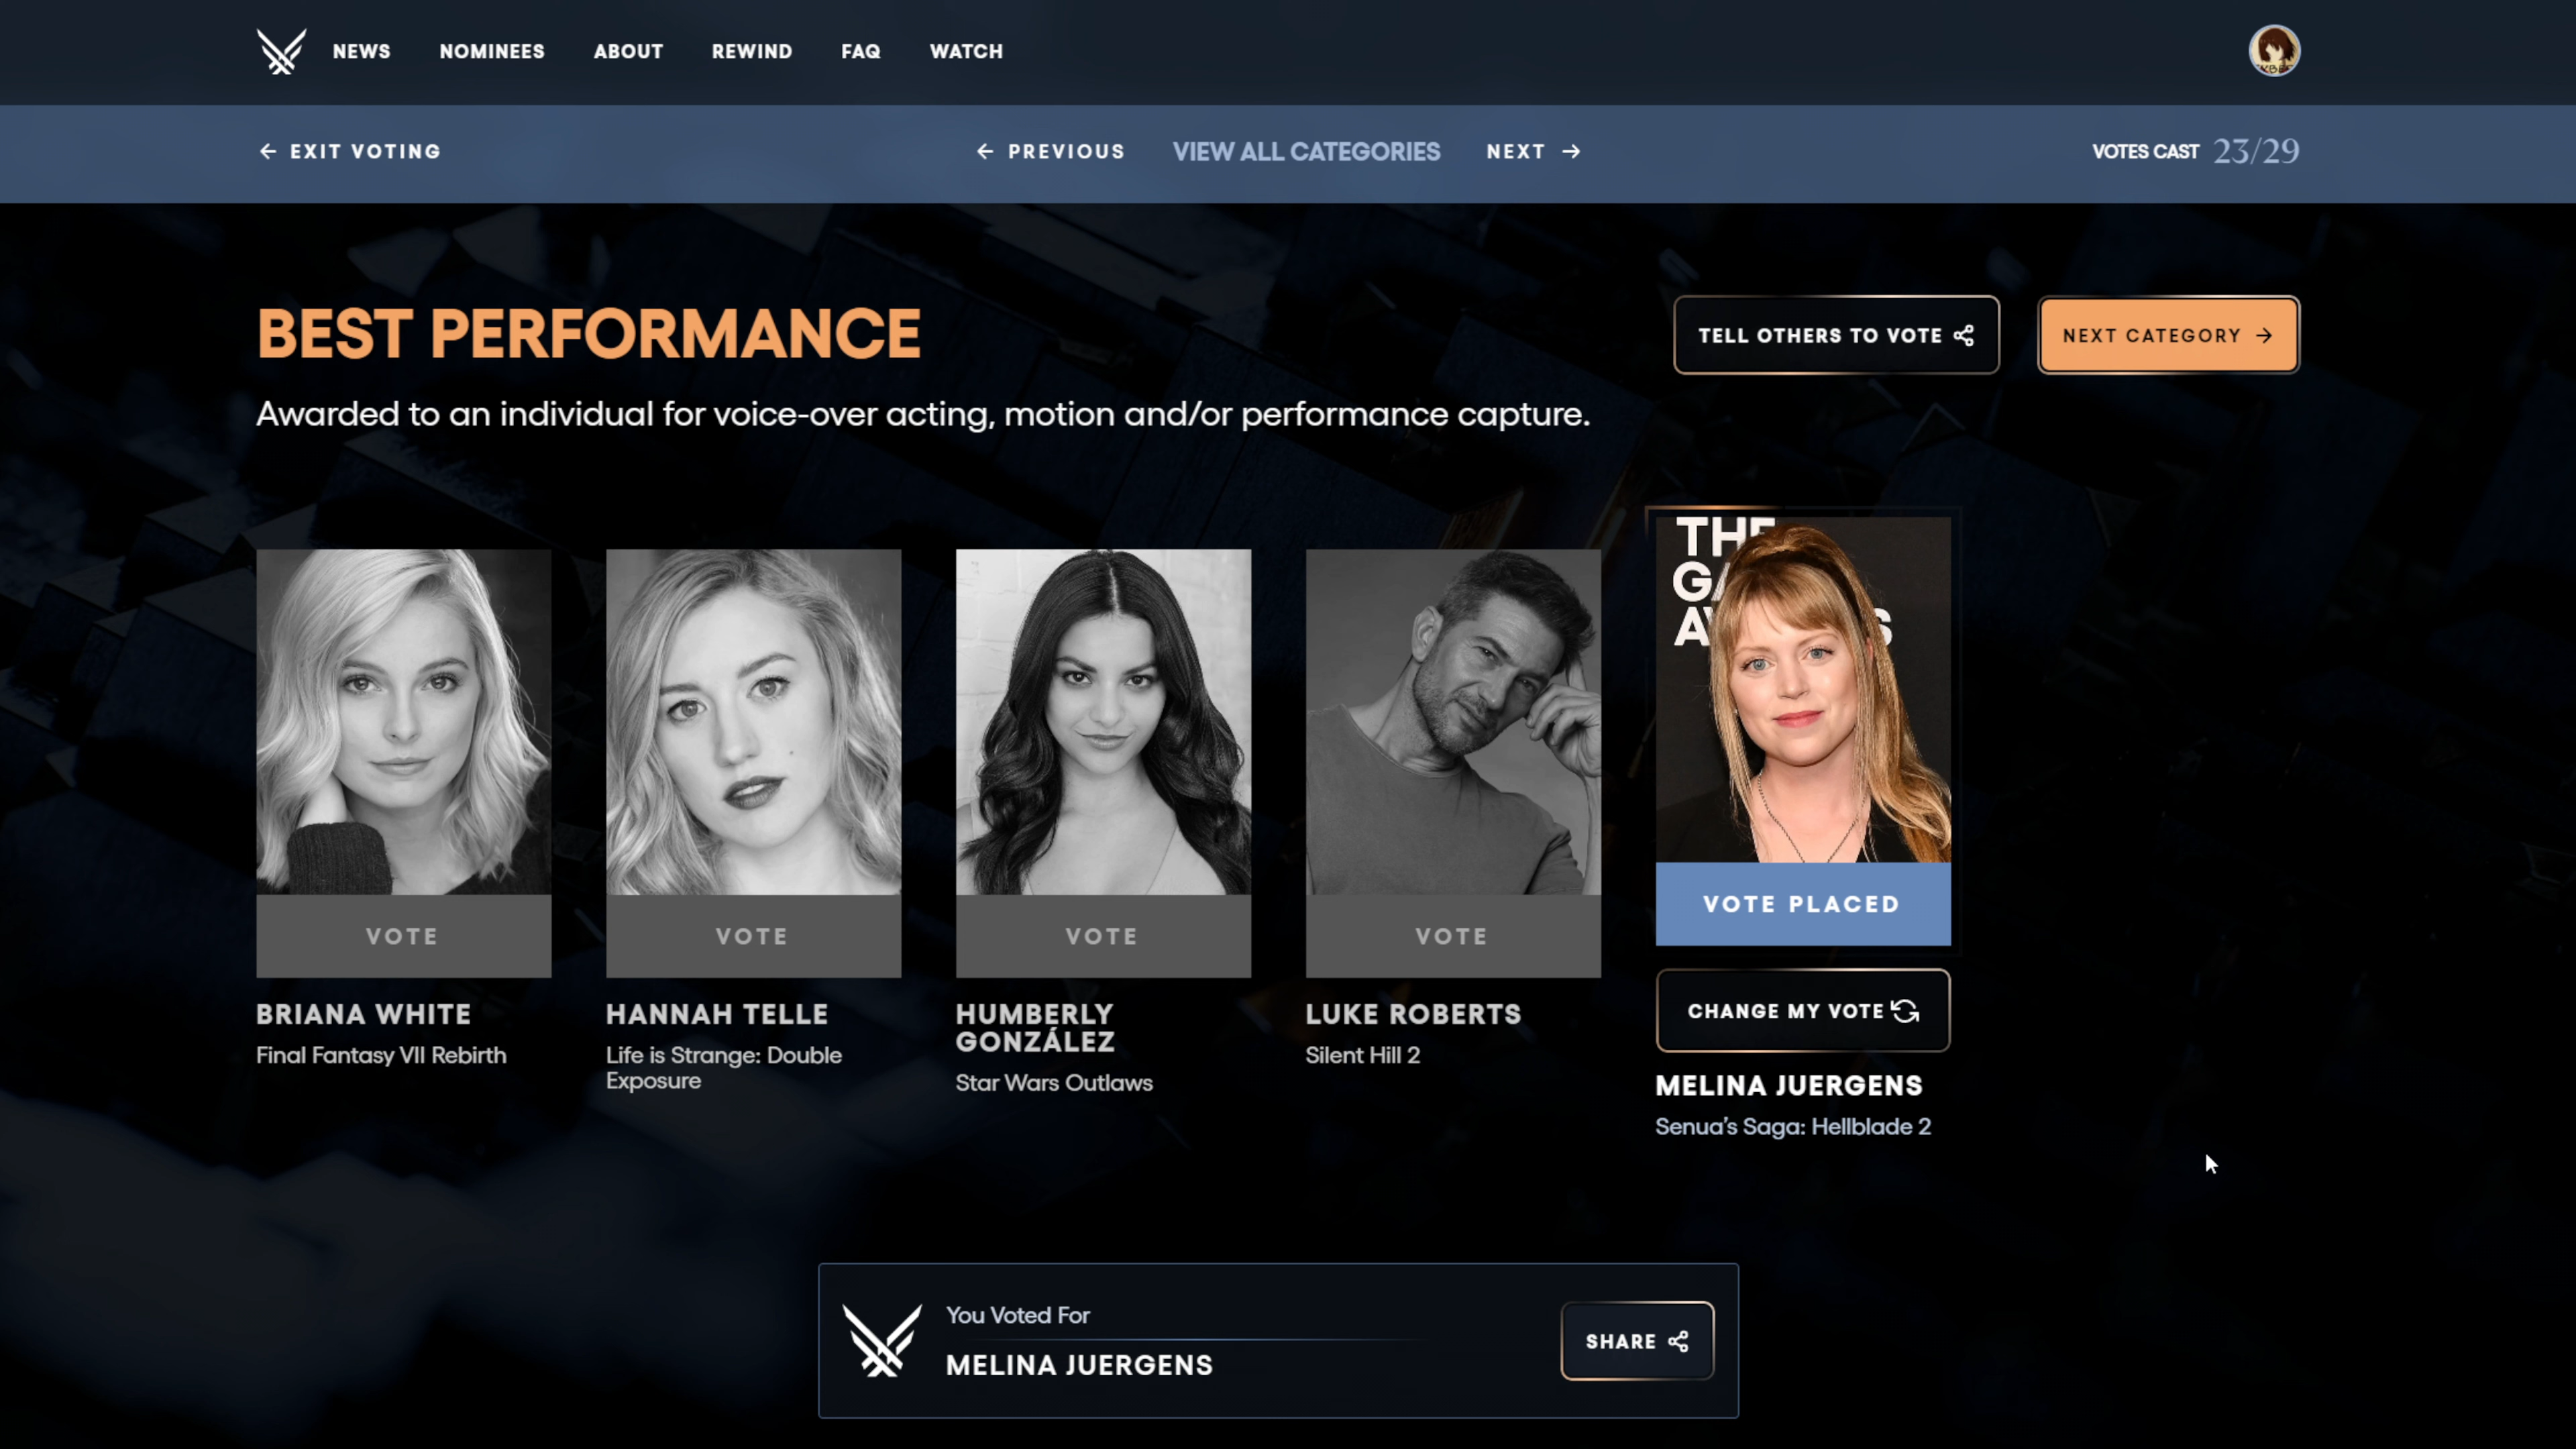 NEWS NOMINEES ABOUT REWIND FAQ WATCH
EXIT VOTING PREVIOUS VIEW ALL CATEGORIES NEXT VOTES CAST 23/29
BEST PERFORMANCE
TELL OTHERS TO VOTE NEXT CATEGORY
Awarded to an individual for voice-over acting, motion and/or performance capture.
VOTE
BRIANA WHITE
Final Fantasy VII Rebirth
VOTE
HANNAH TELLE
Life is Strange: Double
Exposure
VOTE
HUMBERLY
GONZÁLEZ
Star Wars Outlaws
VOTE
LUKE ROBERTS
Silent Hill 2
THE
VOTE PLACED
CHANGE MY VOTE
MELINA JUERGENS
Senua's Saga: Hellblade 2
You Voted For
MELINA JUERGENS
SHARE